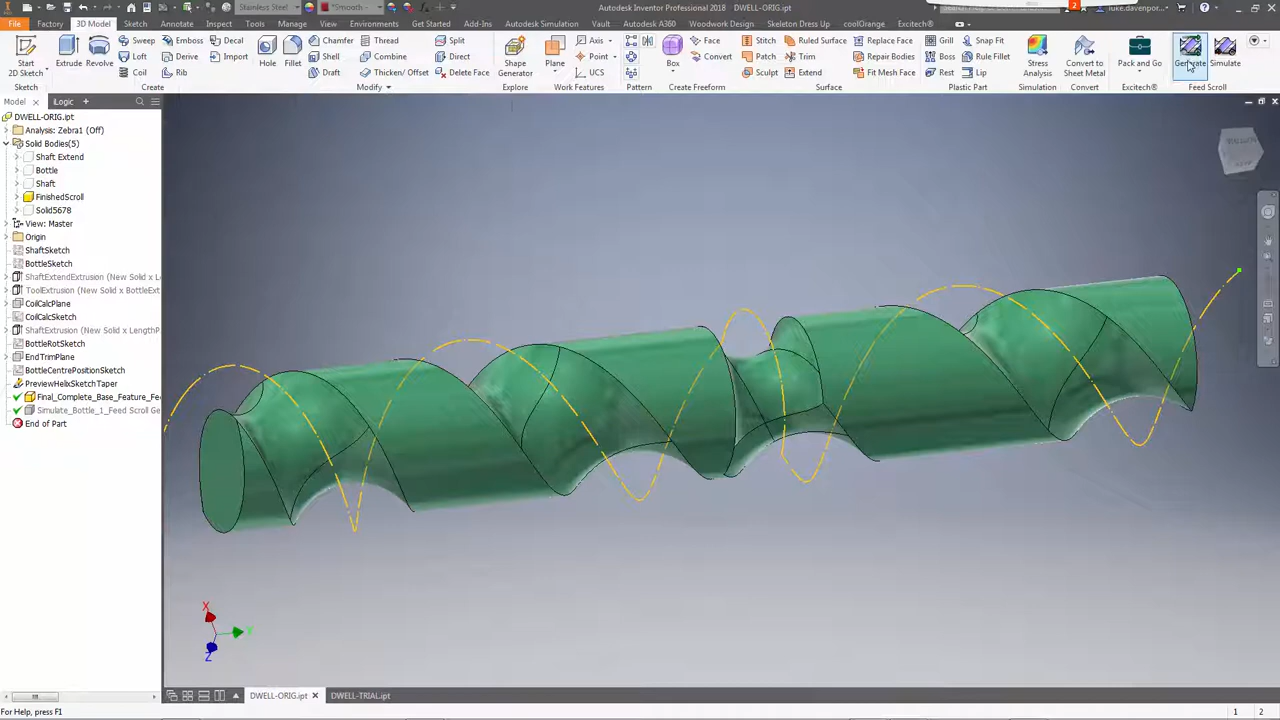 Stainless Steel
*Smooth
Autodesk Inventor Professional 2018 DWELL-ORIG.ipt
File Factory 3D Model Sketch Annotate Inspect Tools Manage View Environments Get Started Add-Ins Autodesk Simulation Vault Autodesk A360 Woodwork Design Skeleton Dress Up coolOrange Excitech®
2
Start
2D Sketch
Sketch
Extrude Revolve
Sweep Emboss Decal
Loft Derive Import
Coil Rib
Create
Hole Fillet
Chamfer Thread Split
Shell Combine Direct
Draft Thicken/ Offset Delete Face
Modify
Shape
Generator
Explore
Plane
Axis
Point
UCS
Work Features
Pattern
Box
Face
Convert
Create Freeform
Stitch Ruled Surface Replace Face
Patch Trim Repair Bodies
Sculpt Extend Fit Mesh Face
Surface
Grill Snap Fit
Boss Rule Fillet
Rest Lip
Plastic Part
Stress
Analysis
Simulation
Convert to
Sheet Metal
Convert
Pack and Go
Excitech®
Generate Simulate
Feed Scroll
Model iLogic
DWELL-ORIG.ipt
Analysis: Zebra1 (Off)
Solid Bodies(5)
Shaft Extend
Bottle
Shaft
FinishedScroll
Solid5678
View: Master
Origin
ShaftSketch
BottleSketch
ShaftExtendExtrusion (New Solid x L
ToolExtrusion (New Solid x BottleExt
CoilCalcPlane
CoilCalcSketch
ShaftExtrusion (New Solid x LengthP
BottleRotSketch
EndTrimPlane
BottleCentrePositionSketch
PreviewHelixSketchTaper
Final_Complete_Base_Feature_Fee
Simulate_Bottle_1_Feed Scroll Ge
End of Part
X
Z
DWELL-ORIG.ipt DWELL-TRIAL.ipt
For Help, press F1
1 2